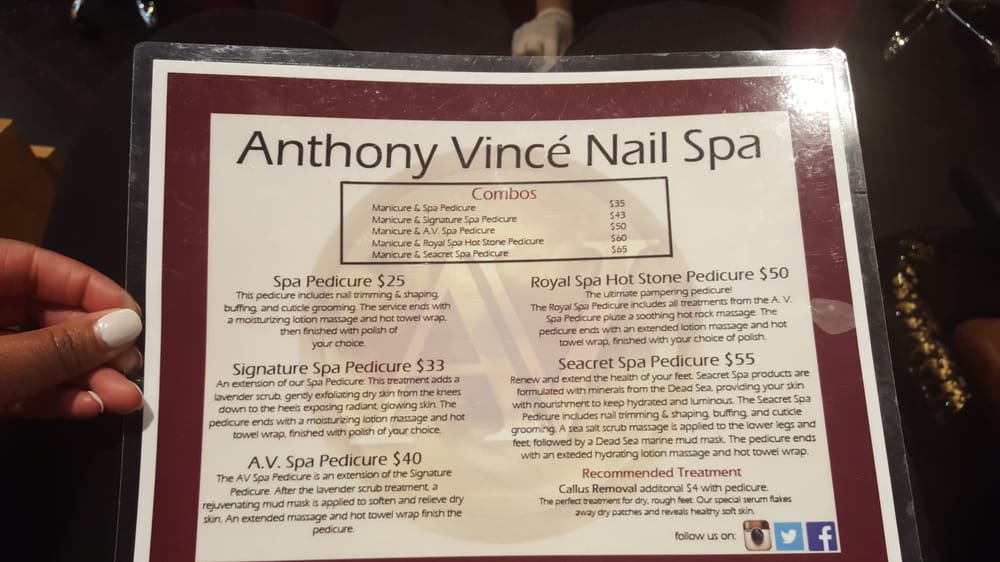 Anthony Vincé Nail Spa
Combos
Manicure & Spa Pedicure $35
Manicure & Signature Spa Pedicure $43
Manicure & A.V. Spa Pedicure $50
Manicure & Royal Spa Hot Stone Pedicure $60
Manicure & Seacret Spa Pedicure $65
Spa Pedicure $25
This pedicure includes nail trimming & shaping,
buffing, and cuticle grooming. The service ends with
a moisturizing lotion massage and hot towel wrap,
then finished with polish of
your choice.
Signature Spa Pedicure $33
An extension of our Spa Pedicure: This treatment adds a
lavender scrub, gently exfoliating dry skin from the knees
down to the heels exposing radiant, glowing skin. The
pedicure ends with a moisturizing lotion massage and hot
towel wrap, finished with polish of your choice.
A.V. Spa Pedicure $40
The AV Spa Pedicure is an extension of the Signature
Pedicure. After the lavender scrub treatment, a
rejuvenating mud mask is applied to soften and relieve dry
skin. An extended massage and hot towel wrap finish the
pedicure.
Royal Spa Hot Stone Pedicure $50
The ultimate pampering pedicure!
The Royal Spa Pedicure includes all treatments from the A. V.
Spa Pedicure pluse a soothing hot rock massage. The
pedicure ends with an extended lotion massage and hot
towel wrap, finished with your choice of polish.
Seacret Spa Pedicure $55
Renew and extend the health of your feet. Seacret Spa products are
formulated with minerals from the Dead Sea, providing your skin
with nourishment to keep hydrated and luminous. The Seacret Spa
Pedicure includes nail trimming & shaping, buffing, and cuticle
grooming. A sea salt scrub massage is applied to the lower legs and
feet, followed by a Dead Sea marine mud mask. The pedicure ends
with an exteded hydrating lotion massage and hot towel wrap.
Recommended Treatment
Callus Removal additonal $4 with pedicure.
The perfect treatment for dry, rough feet. Our special serum flakes
away dry patches and reveals healthy soft skin.
follow us on: